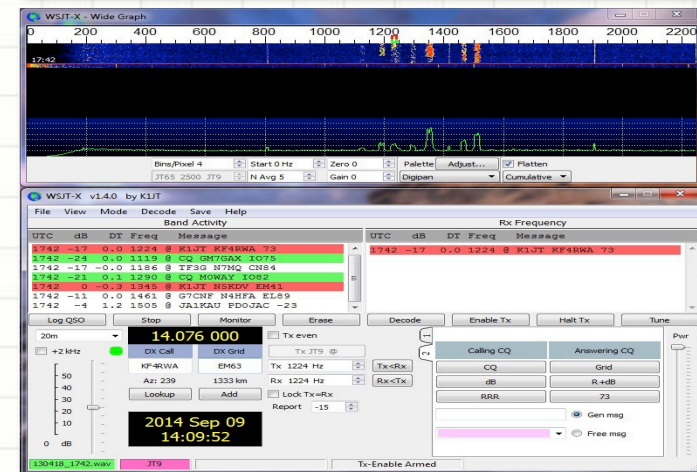 WSJT-X - Wide Graph
0 200 400 600 800 1000 1200 1400 1600 1800 2000 2200
17:42
Bins/Pixel 4 Start 0 Hz Zero 0 Palette Adjust... Flatten
JT65 2500 JT9 N Avg 5 Gain 0 Digipan Cumulative
WSJT-X v1.4.0 by K1JT
File View Mode Decode Save Help
Band Activity Rx Frequency
UTC dB DT Freq Message UTC dB DT Freq Message
1742 -17 0.0 1224 @ K1JT KF4RWA 73 1742 -17 0.0 1224 @ K1JT KF4RWA 73
1742 -24 0.0 1119 @ CQ GM7GAX IO75
1742 -17 -0.0 1186 @ TF3G N7MQ CN84
1742 -21 0.1 1290 @ CQ M0WAY IO82
1742 0 -0.3 1345 @ K1JT N5KDV EM41
1742 -11 0.0 1461 @ G7CNF N4HFA EL89
1742 -4 1.2 1505 @ JA1KAU PD0JAC -23
Log QSO Stop Monitor Erase Decode Enable Tx Halt Tx Tune
20m 14.076 000 Tx even 1 Pwr
+2 kHz DX Call DX Grid Tx JT9 @ 2 Calling CQ Answering CQ
KF4RWA EM63 Tx 1224 Hz Tx<Rx CQ Grid
50 Az: 239 1333 km Rx 1224 Hz Rx<Tx dB R+dB
40 Lookup Add Lock Tx=Rx RRR 73
30 Report -15
20 2014 Sep 09 Gen msg
10 14:09:52 Free msg
0 dB
130418_1742.wav JT9 Tx-Enable Armed